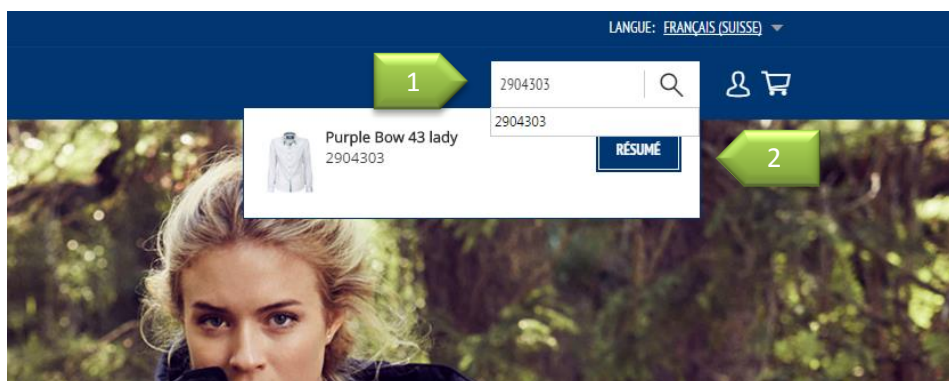 LANGUE: FRANÇAIS (SUISSE)
1
2904303
2904303
Purple Bow 43 lady
2904303
RÉSUMÉ
2